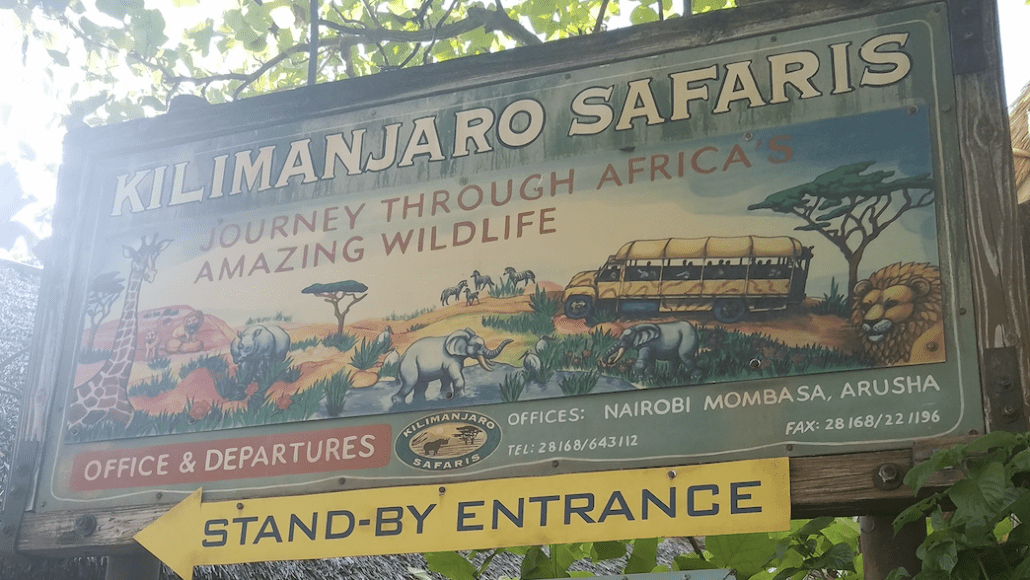 KILIMANJARO SAFARIS
JOURNEY THROUGH AFRICA'S
AMAZING WILDLIFE
OFFICE & DEPARTURES
KILIMANJARO
SAFARIS
OFFICES: NAIROBI MOMBASA, ARUSHA
TEL: 28168/643112
FAX: 28168/221196
STAND-BY ENTRANCE